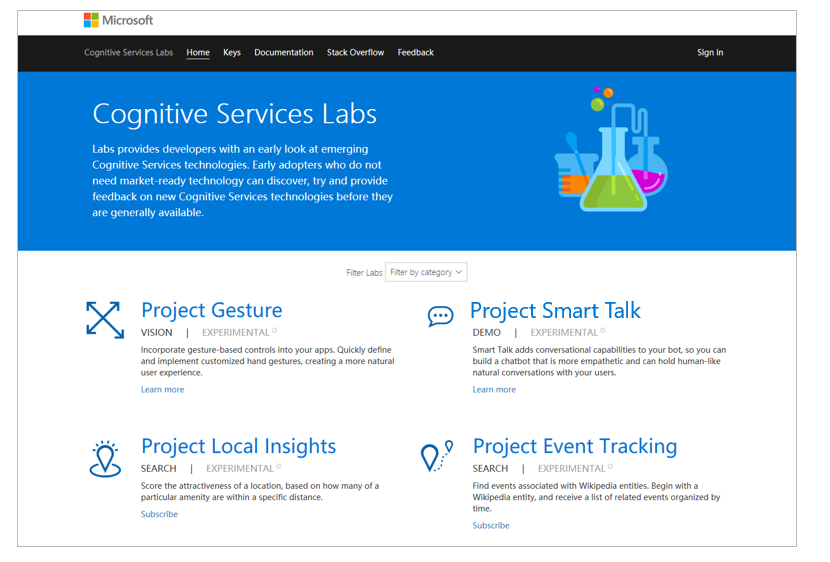 Microsoft
Cognitive Services Labs Home Keys Documentation Stack Overflow Feedback Sign in
Cognitive Services Labs
Labs provides developers with an early look at emerging
Cognitive Services technologies. Early adopters who do not
need market-ready technology can discover, try and provide
feedback on new Cognitive Services technologies before they
are generally available.
Filter Labs Filter by category
Project Gesture
VISION | EXPERIMENTAL
Incorporate gesture-based controls into your apps. Quickly define
and implement customized hand gestures, creating a more natural
user experience.
Learn more
Project Smart Talk
DEMO | EXPERIMENTAL
Smart Talk adds conversational capabilities to your bot, so you can
build a chatbot that is more empathetic and can hold human-like
natural conversations with your users.
Learn more
Project Local Insights
SEARCH | EXPERIMENTAL
Score the attractiveness of a location, based on how many of a
particular amenity are within a specific distance.
Subscribe
Project Event Tracking
SEARCH | EXPERIMENTAL
Find events associated with Wikipedia entities. Begin with a
Wikipedia entity, and receive a list of related events organized by
time.
Subscribe